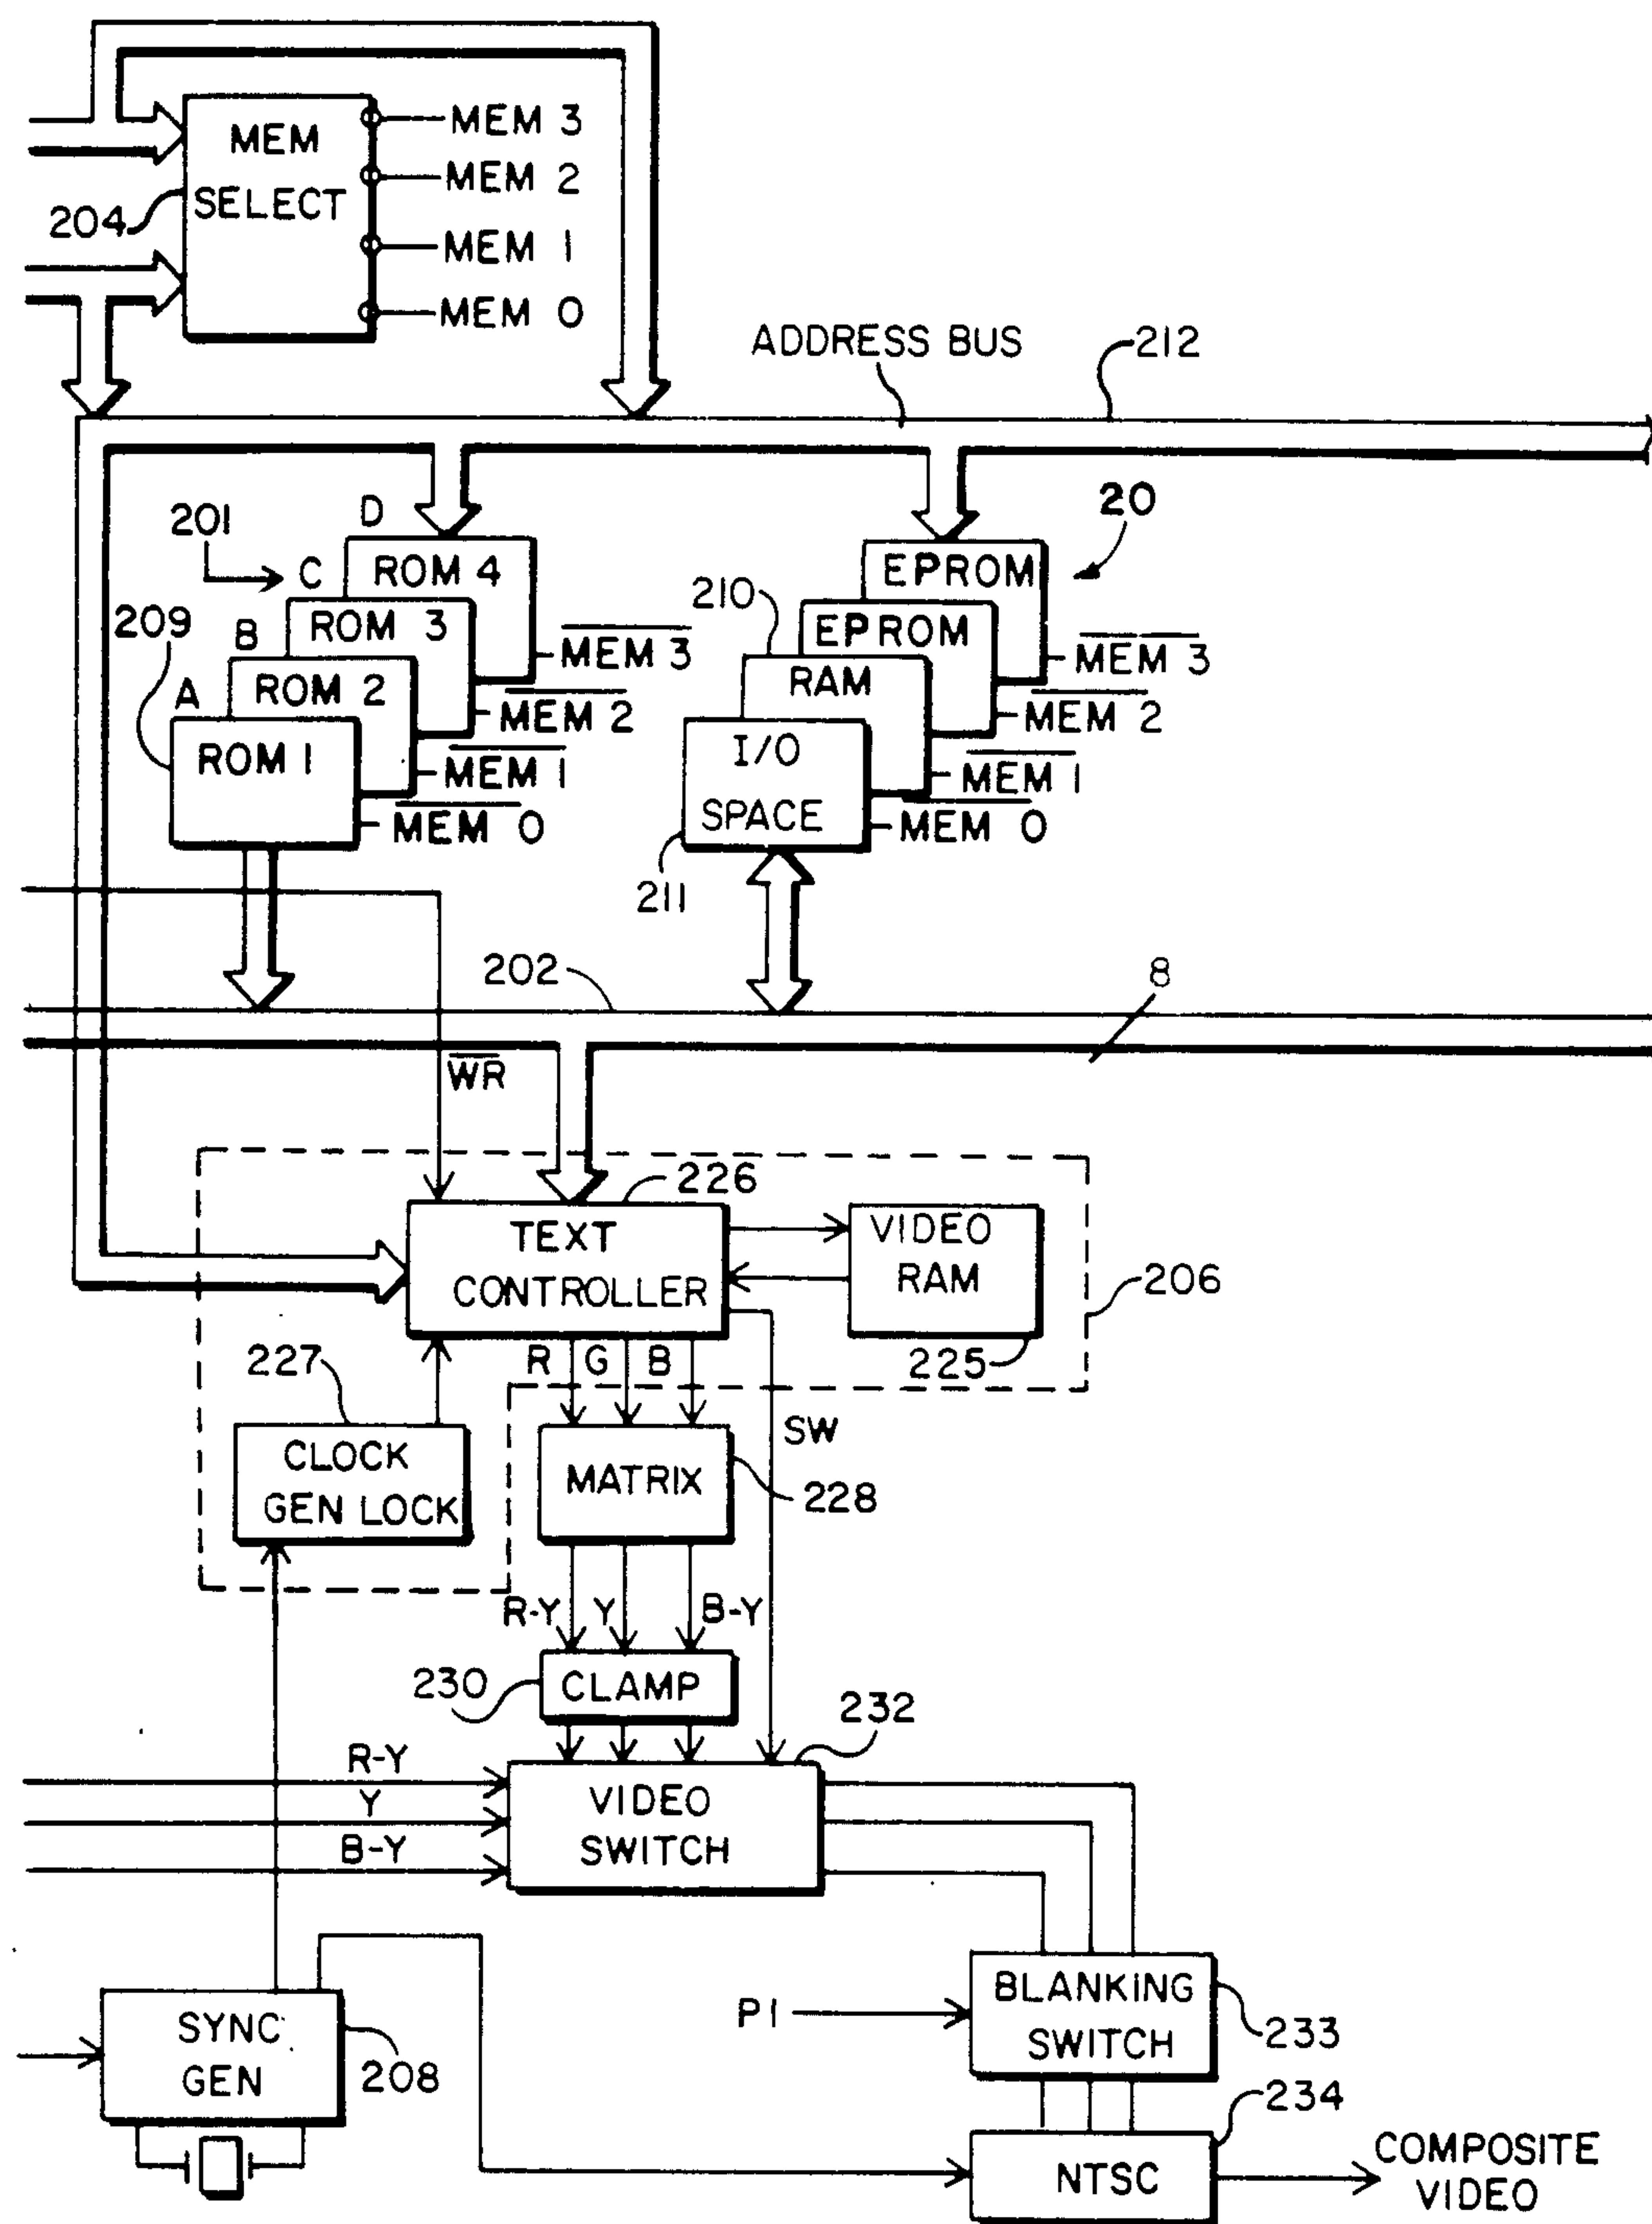 MEM
SELECT
204
MEM 3
MEM 2
MEM 1
MEM 0
ADDRESS BUS
212
201
D
C
B
A
209
ROM 4
ROM 3
ROM 2
ROM 1
MEM 3
MEM 2
MEM 1
MEM 0
20
210
EPROM
EPROM
RAM
I/O
SPACE
211
MEM 3
MEM 2
MEM 1
MEM 0
202
8
WR
226
TEXT
CONTROLLER
VIDEO
RAM
206
225
227
R G B
CLOCK
GEN LOCK
MATRIX
SW
228
R-Y Y B-Y
230
CLAMP
232
R-Y
Y
B-Y
VIDEO
SWITCH
SYNC
GEN
208
P1
BLANKING
SWITCH
233
234
NTSC
COMPOSITE
VIDEO